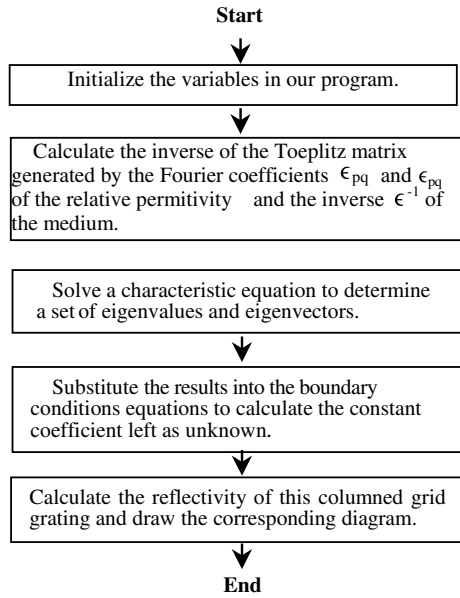 Start
Initialize the variables in our program.
Calculate the inverse of the Toeplitz matrix
generated by the Fourier coefficients ϵpq and ϵpq
of the relative permitivity and the inverse ϵ-1 of
the medium.
Solve a characteristic equation to determine
a set of eigenvalues and eigenvectors.
Substitute the results into the boundary
conditions equations to calculate the constant
coefficient left as unknown.
Calculate the reflectivity of this columned grid
grating and draw the corresponding diagram.
End